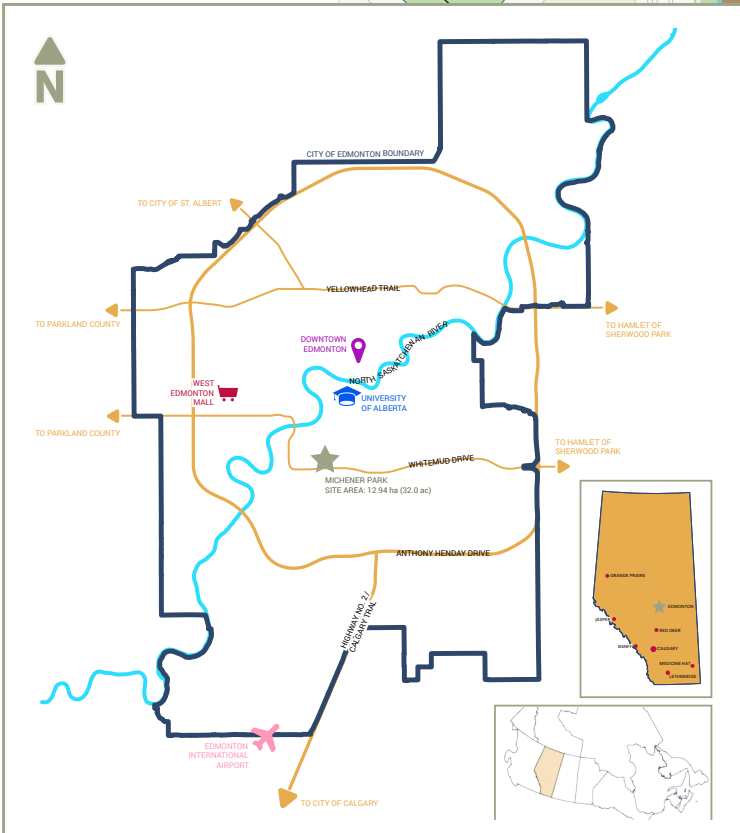 N
CITY OF EDMONTON BOUNDARY
TO CITY OF ST. ALBERT
YELLOWHEAD TRAIL
TO PARKLAND COUNTY
TO HAMLET OF
SHERWOOD PARK
DOWNTOWN
EDMONTON
NORTH SASKATCHEWAN RIVER
WEST
EDMONTON
MALL
UNIVERSITY
OF ALBERTA
TO PARKLAND COUNTY
TO HAMLET OF
SHERWOOD PARK
WHITEMUD DRIVE
MICHENER PARK
SITE AREA: 12.94 ha (32.0 ac)
ANTHONY HENDAY DRIVE
HIGHWAY NO. 2 /
CALGARY TRAIL
EDMONTON
INTERNATIONAL
AIRPORT
TO CITY OF CALGARY
GRANDE PRAIRIE
EDMONTON
JASPER
RED DEER
BANFF
CALGARY
MEDICINE HAT
LETHBRIDGE